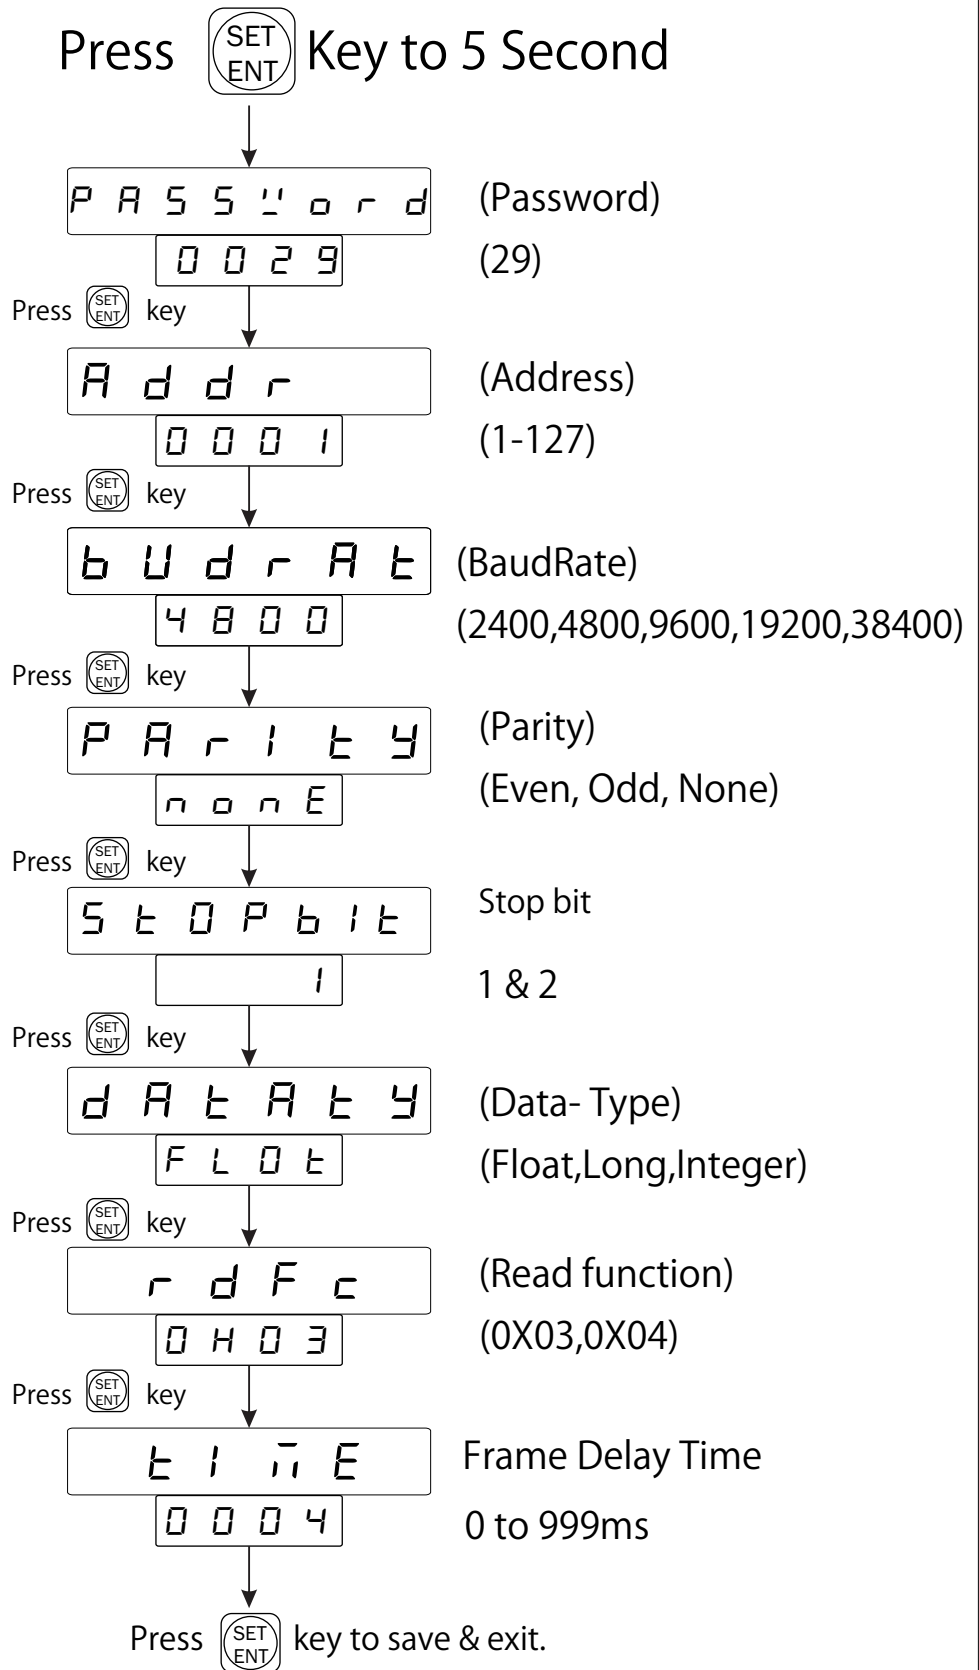 Press SET ENT Key to 5 Second
PASSWord (Password)
0029 (29)
Press SET ENT key
Addr (Address)
0001 (1-127)
Press SET ENT key
bUdrAt (BaudRate)
4800 (2400,4800,9600,19200,38400)
Press SET ENT key
PArIty (Parity)
nonE (Even, Odd, None)
Press SET ENT key
StOPbIt Stop bit
1 1 & 2
Press SET ENT key
dAtAty (Data- Type)
FLOt (Float,Long,Integer)
Press SET ENT key
rdFc (Read function)
0H03 (0X03,0X04)
Press SET ENT key
tImE Frame Delay Time
0004 0 to 999ms
Press SET ENT key to save & exit.